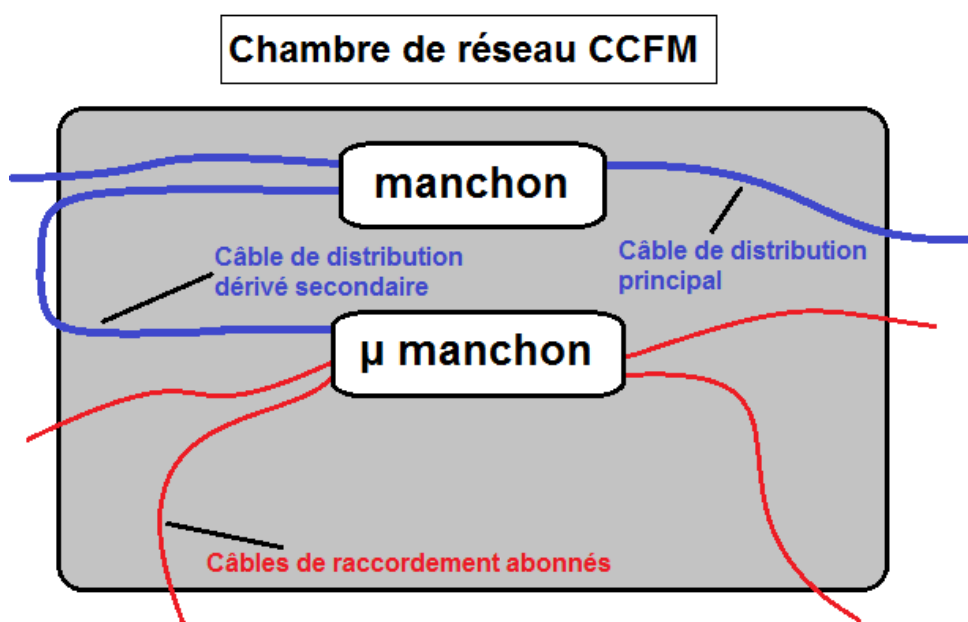 Chambre de réseau CCFM
manchon
Câble de distribution
principal
Câble de distribution
dérivé secondaire
µ manchon
Câbles de raccordement abonnés